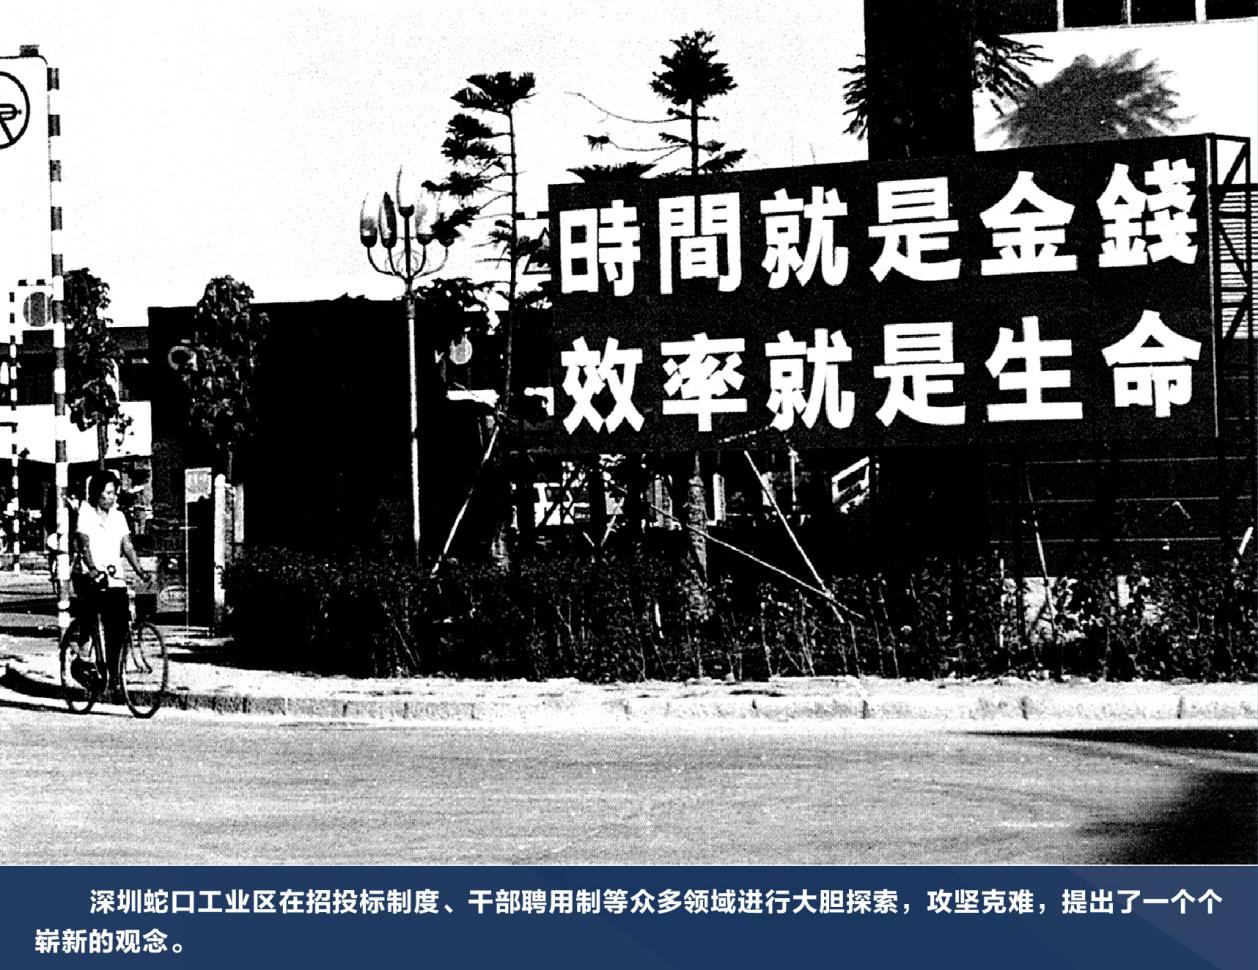 時間就是金錢
效率就是生命
深圳蛇口工业区在招投标制度、干部聘用制等众多领域进行大胆探索，攻坚克难，提出了一个个
崭新的观念。